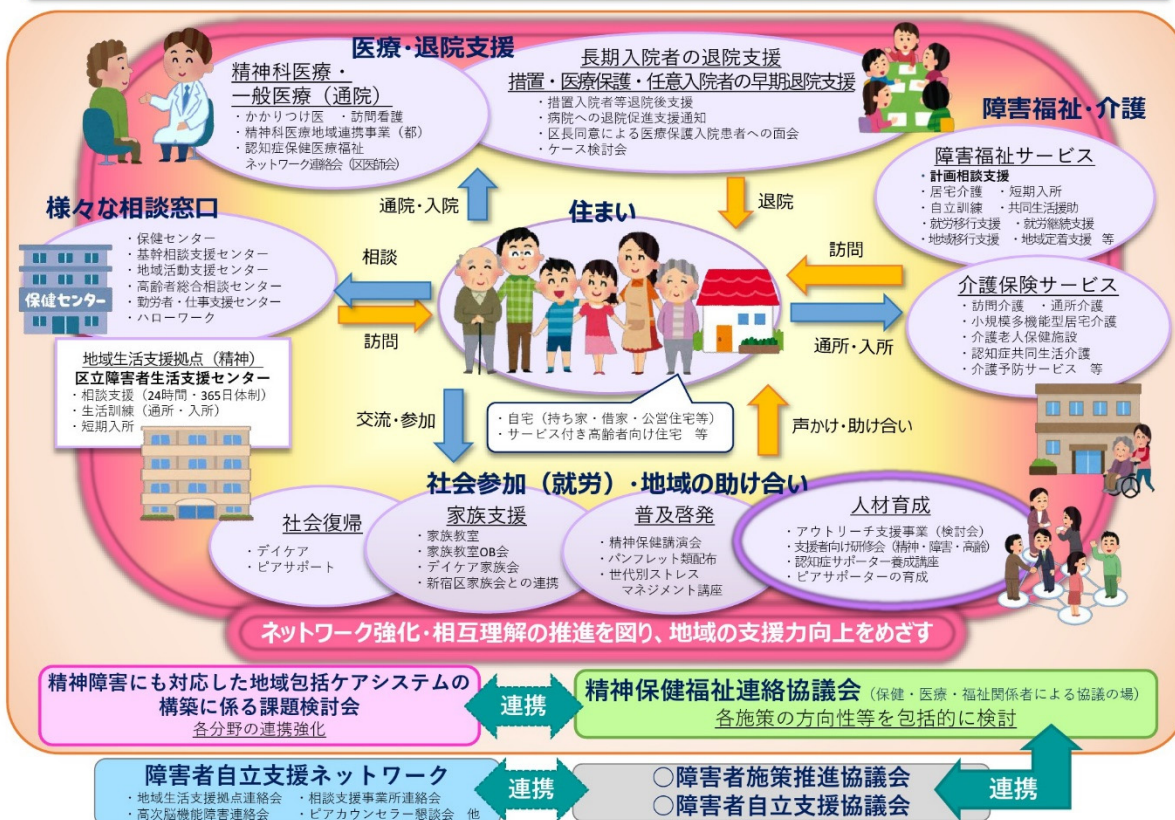 医療・退院支援
精神科医療・
一般医療（通院）
・かかりつけ医　・訪問看護
・精神科医療地域連携事業（都）
・認知症保健医療福祉
ネットワーク連絡会（区医師会）
長期入院者の退院支援
措置・医療保護・任意入院者の早期退院支援
・措置入院者等退院後支援
・病院への退院促進支援通知
・区長同意による医療保護入院患者への面会
・ケース検討会
障害福祉・介護
障害福祉サービス
・計画相談支援
・居宅介護　・短期入所
・自立訓練　・共同生活援助
・就労移行支援　・就労継続支援
・地域移行支援　・地域定着支援　等
介護保険サービス
・訪問介護　・通所介護
・小規模多機能型居宅介護
・介護老人保健施設
・認知症共同生活介護
・介護予防サービス　等
様々な相談窓口
・保健センター
・基幹相談支援センター
・地域活動支援センター
・高齢者総合相談センター
・勤労者・仕事支援センター
・ハローワーク
保健センター
地域生活支援拠点（精神）
区立障害者生活支援センター
・相談支援（24時間・365日体制）
・生活訓練（通所・入所）
・短期入所
通院・入院
退院
住まい
相談
訪問
訪問
通所・入所
交流・参加
声かけ・助け合い
・自宅（持ち家・借家・公営住宅等）
・サービス付き高齢者向け住宅　等
社会参加（就労）・地域の助け合い
社会復帰
・デイケア
・ピアサポート
家族支援
・家族教室
・家族教室OB会
・デイケア家族会
・新宿区家族会との連携
普及啓発
・精神保健講演会
・パンフレット類配布
・世代別ストレス
マネジメント講座
人材育成
・アウトリーチ支援事業（検討会）
・支援者向け研修会（精神・障害・高齢）
・認知症サポーター養成講座
・ピアサポーターの育成
ネットワーク強化・相互理解の推進を図り、地域の支援力向上をめざす
精神障害にも対応した地域包括ケアシステムの
構築に係る課題検討会
各分野の連携強化
連携
精神保健福祉連絡協議会（保健・医療・福祉関係者による協議の場）
各施策の方向性等を包括的に検討
障害者自立支援ネットワーク
・地域生活支援拠点連絡会　・相談支援事業所連絡会
・高次脳機能障害連絡会　・ピアカウンセラー懇談会　他
連携
○障害者施策推進協議会
○障害者自立支援協議会
連携